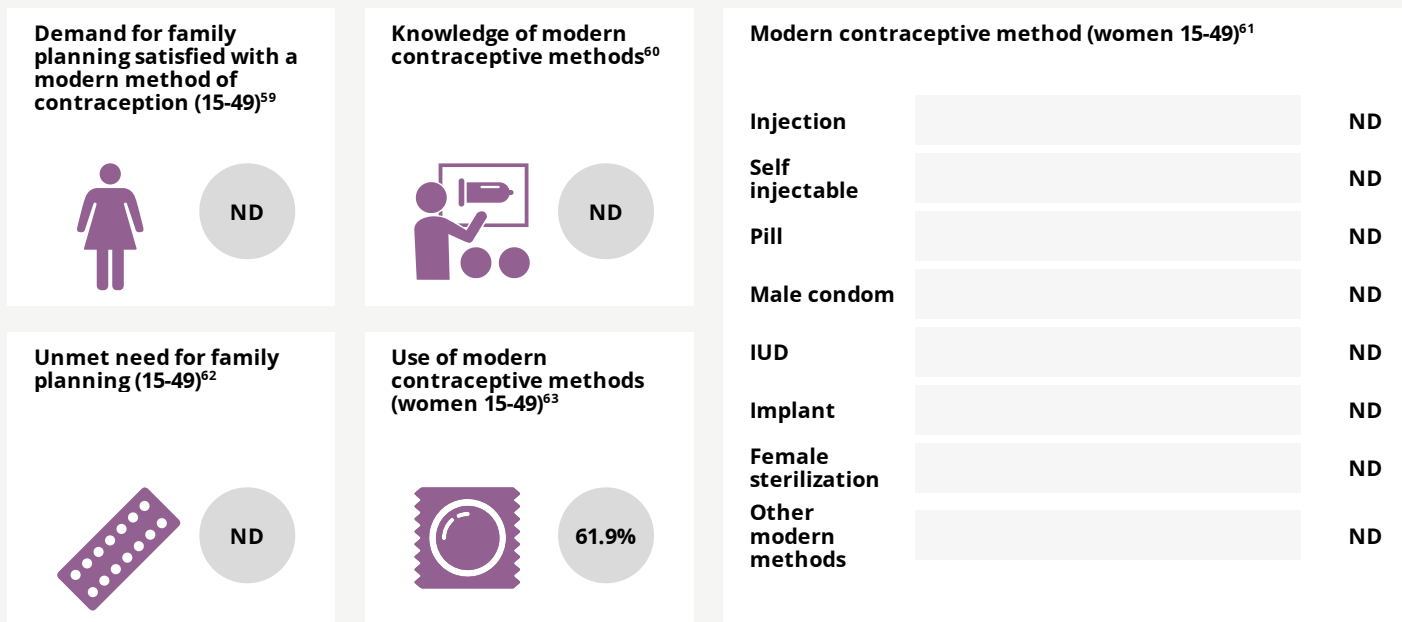 Demand for family
planning satisfied with a
modern method of
contraception (15-49)59
ND
Knowledge of modern
contraceptive methods60
ND
Unmet need for family
planning (15-49)62
ND
Use of modern
contraceptive methods
(women 15-49)63
61.9%
Modern contraceptive method (women 15-49)61
Injection ND
Self
injectable ND
Pill ND
Male condom ND
IUD ND
Implant ND
Female
sterilization ND
Other
modern ND
methods